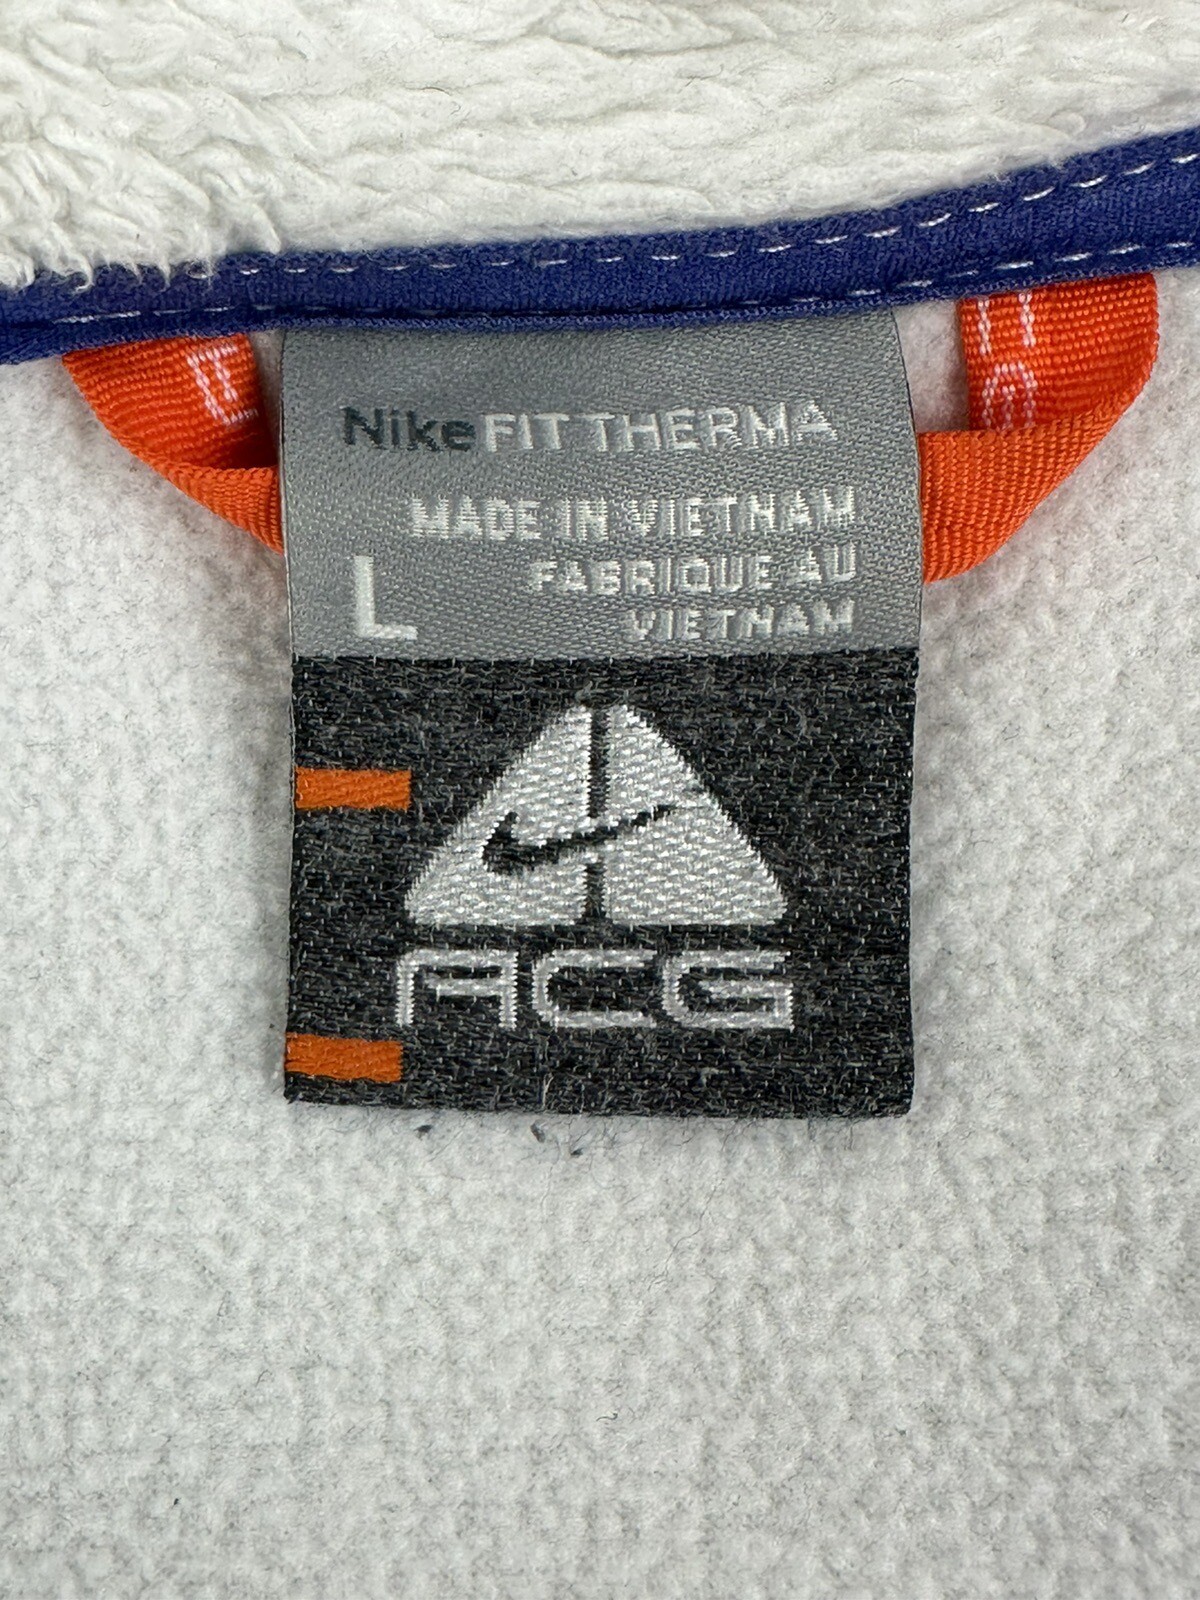 NikeFIT THERMA
MADE IN VIETNAM
FABRIQUE AU
VIETNAM
L
ACG